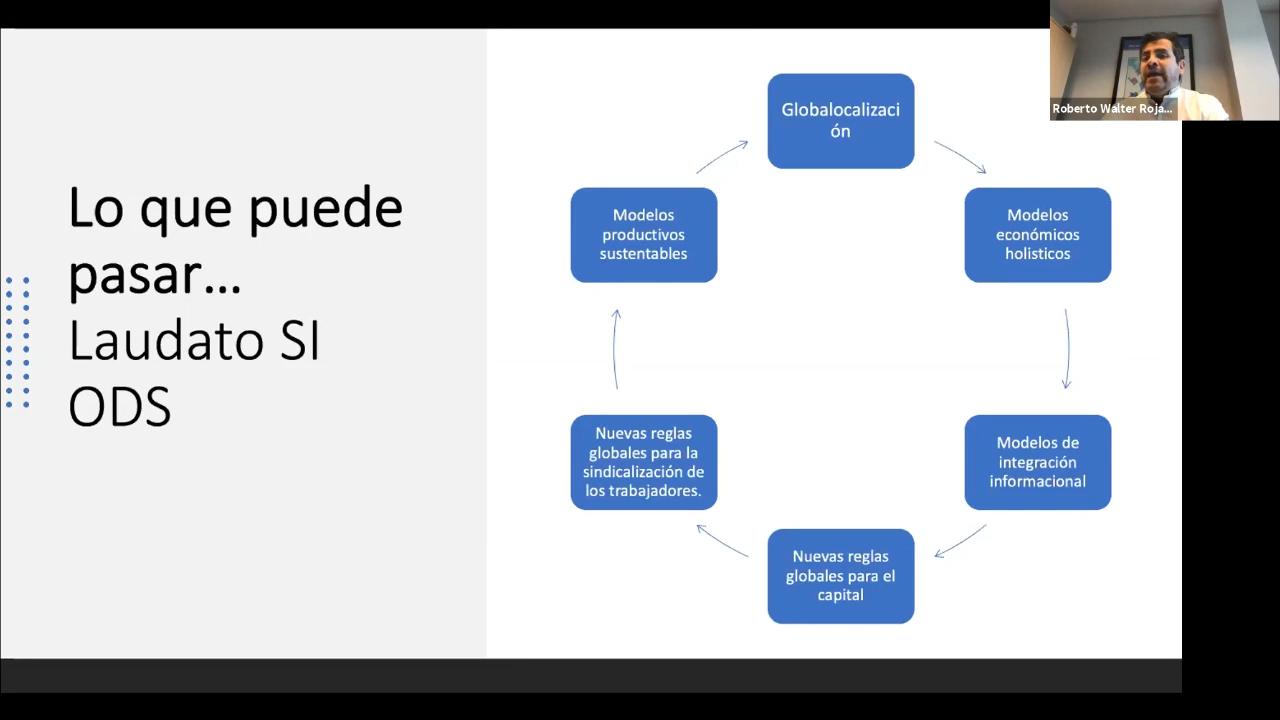 Lo que puede
pasar...
Laudato SI
ODS
Globalocalizaci
ón
Modelos
económicos
holisticos
Modelos de
integración
informacional
Nuevas reglas
globales para el
capital
Nuevas reglas
globales para la
sindicalización de
los trabajadores.
Modelos
productivos
sustentables
Roberto Walter Roja...